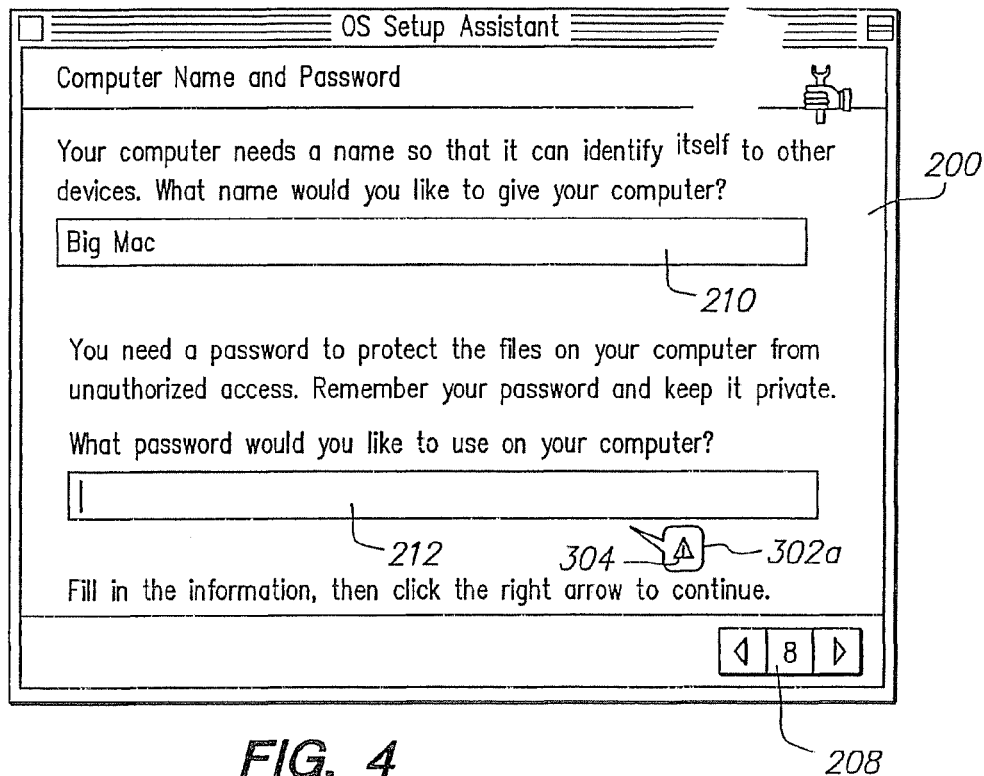 OS Setup Assistant
Computer Name and Password
Your computer needs a name so that it can identify itself to other
devices. What name would you like to give your computer?
200
Big Mac
210
You need a password to protect the files on your computer from
unauthorized access. Remember your password and keep it private.
What password would you like to use on your computer?
212
304
302a
Fill in the information, then click the right arrow to continue.
8
208
FIG. 4